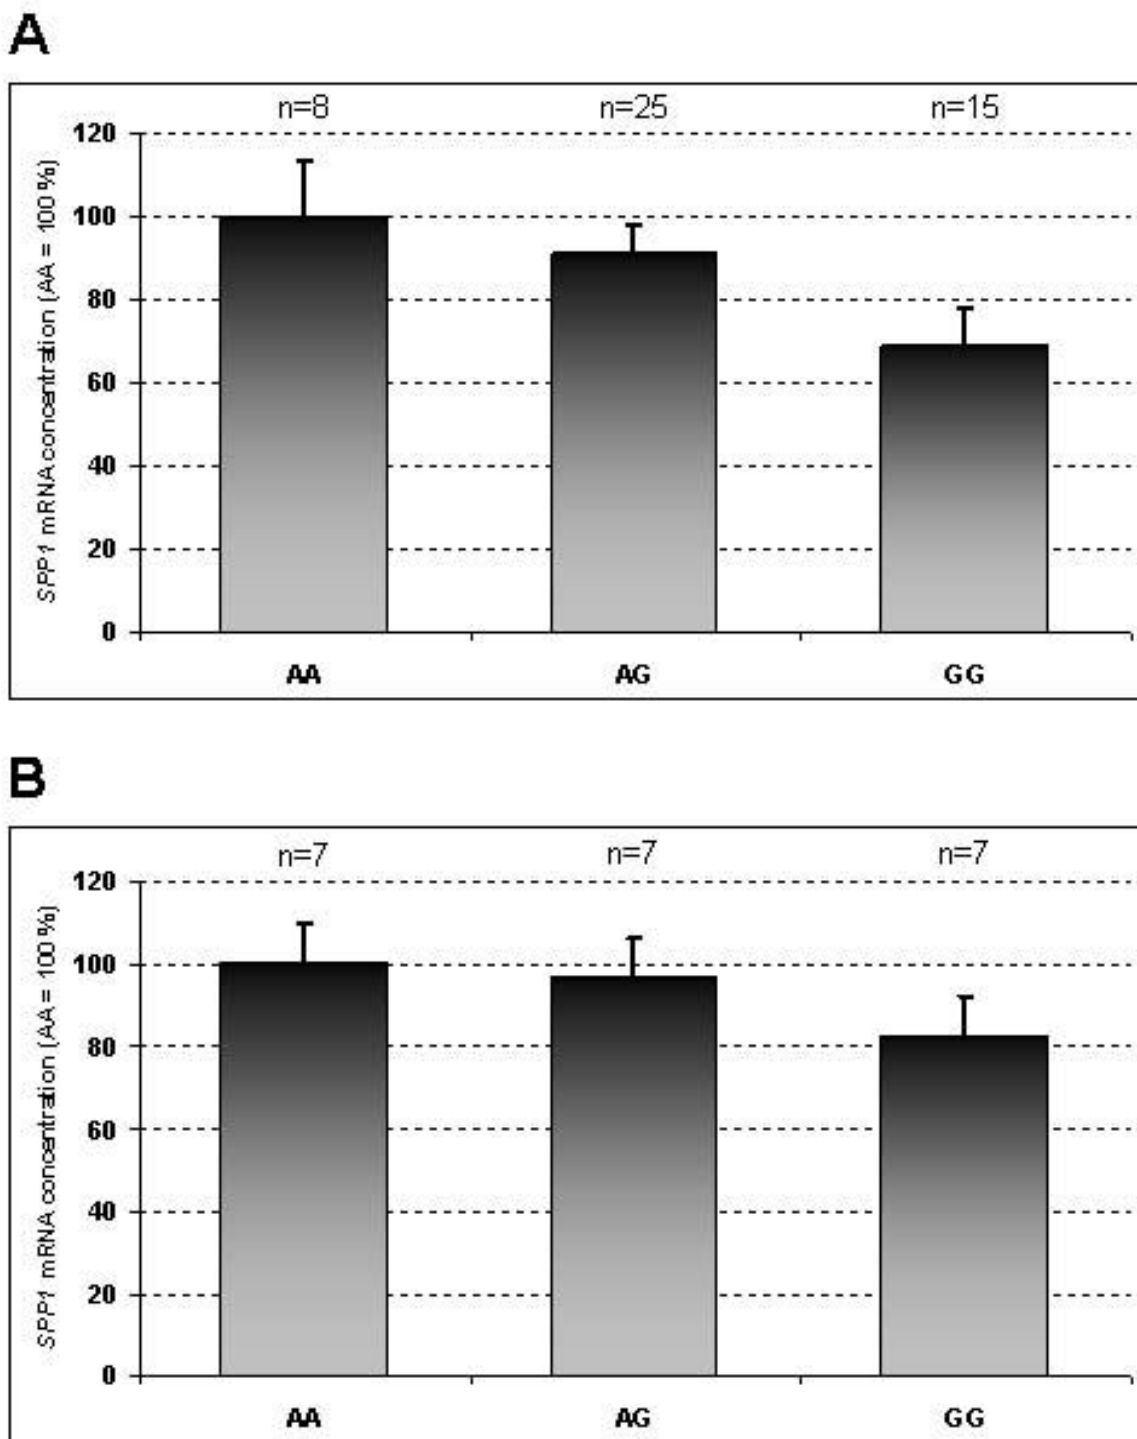 A
n=8 n=25 n=15
SPP1 mRNA concentration (AA = 100 %)
120
100
80
60
40
20
0
AA AG GG
B
n=7 n=7 n=7
SPP1 mRNA concentration (AA = 100 %)
120
100
80
60
40
20
0
AA AG GG